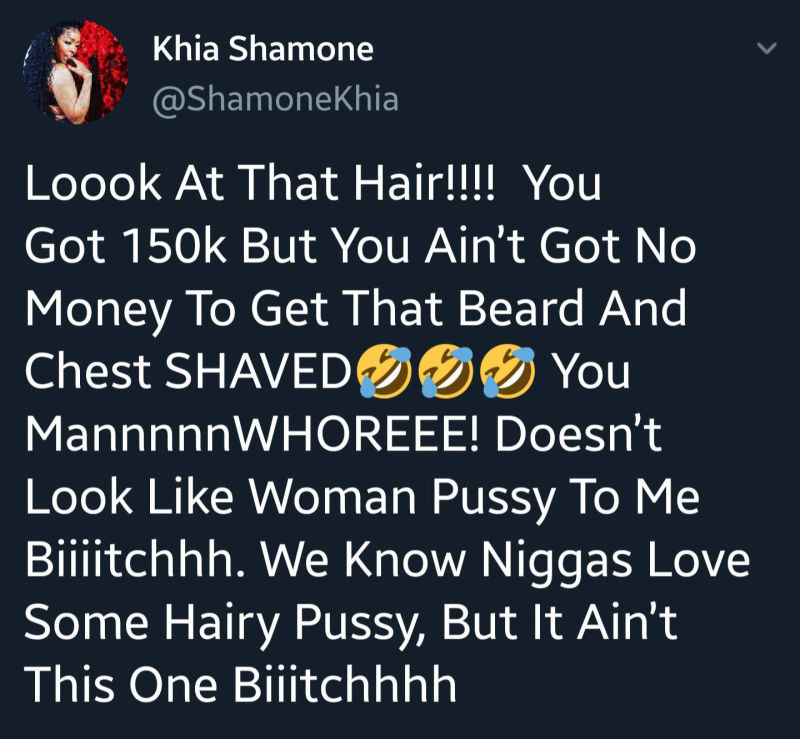 Khia Shamone
@ShamoneKhia
Loook At That Hair!!!!  You
Got 150k But You Ain't Got No
Money To Get That Beard And
Chest SHAVED🤣🤣🤣 You
MannnnnWHOREEE! Doesn't
Look Like Woman Pussy To Me
Biiiitchhh. We Know Niggas Love
Some Hairy Pussy, But It Ain't
This One Biiitchhhh